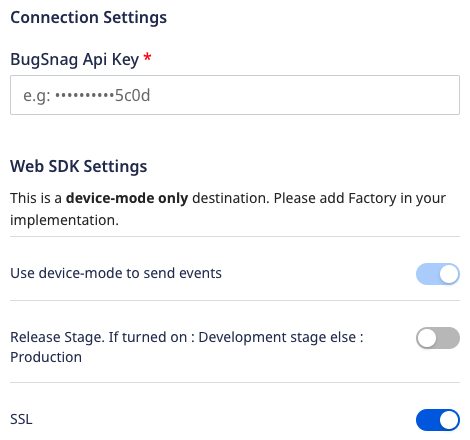 Connection Settings
BugSnag Api Key *
e.g: ••••••••••5c0d
Web SDK Settings
This is a device-mode only destination. Please add Factory in your
implementation.
Use device-mode to send events
Release Stage. If turned on : Development stage else :
Production
SSL